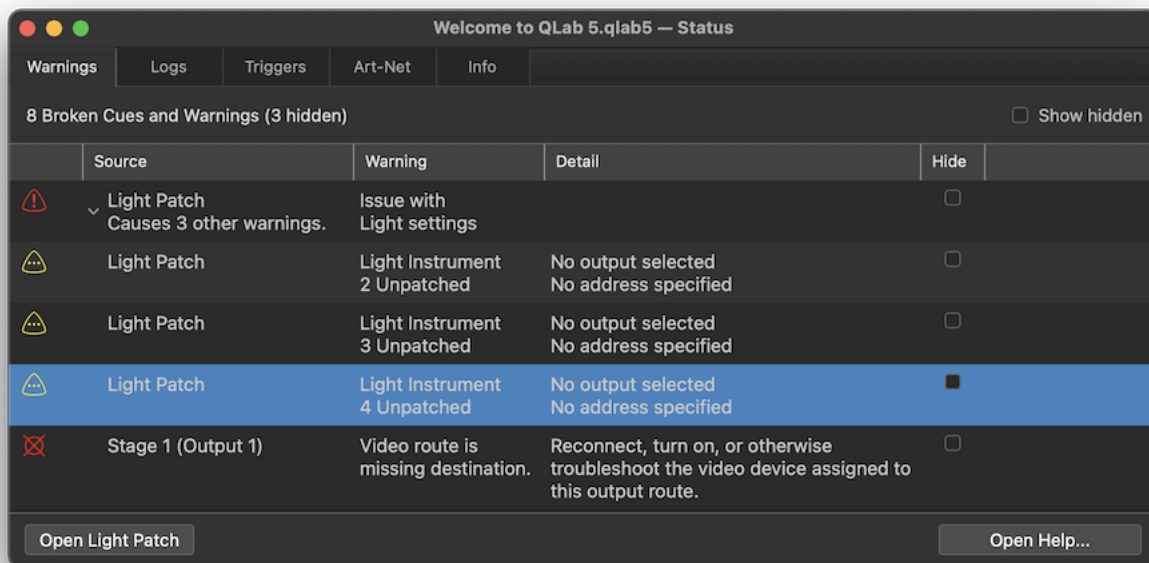 Welcome to QLab 5.qlab5 — Status
Warnings Logs Triggers Art-Net Info
8 Broken Cues and Warnings (3 hidden) Show hidden
Source Warning Detail Hide
Light Patch Issue with
Causes 3 other warnings. Light settings
Light Patch Light Instrument No output selected
2 Unpatched No address specified
Light Patch Light Instrument No output selected
3 Unpatched No address specified
Light Patch Light Instrument No output selected
4 Unpatched No address specified
Stage 1 (Output 1) Video route is Reconnect, turn on, or otherwise
missing destination. troubleshoot the video device assigned to
this output route.
Open Light Patch Open Help...